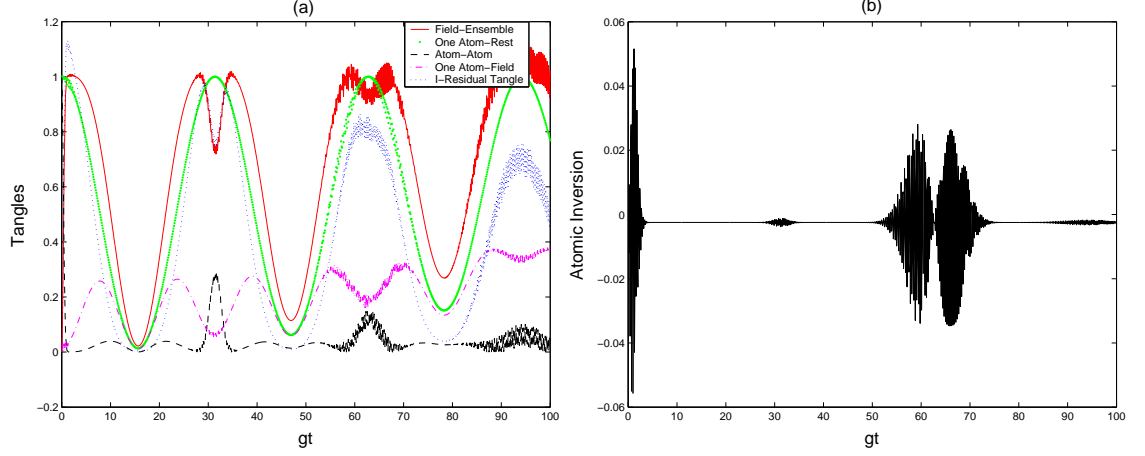 (a)
Tangles
1.2
1
0.8
0.6
0.4
0.2
0
−0.2
Field−Ensemble
One Atom−Rest
Atom−Atom
One Atom−Field
I−Residual Tangle
0 10 20 30 40 50 60 70 80 90 100
gt
(b)
Atomic Inversion
0.06
0.04
0.02
0
−0.02
−0.04
−0.06
0 10 20 30 40 50 60 70 80 90 100
gt